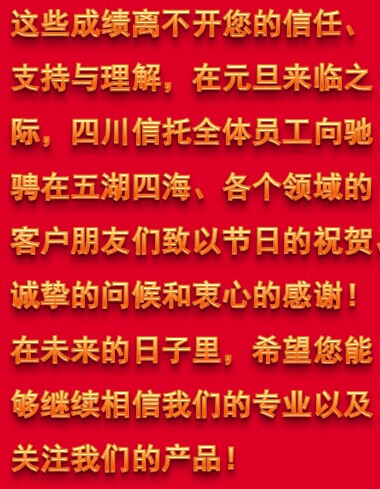 这些成绩离不开您的信任、
支持与理解，在元旦来临之
际，四川信托全体员工向驰
骋在五湖四海、各个领域的
客户朋友们致以节日的祝贺、
诚挚的问候和衷心的感谢！
在未来的日子里，希望您能
够继续相信我们的专业以及
关注我们的产品！